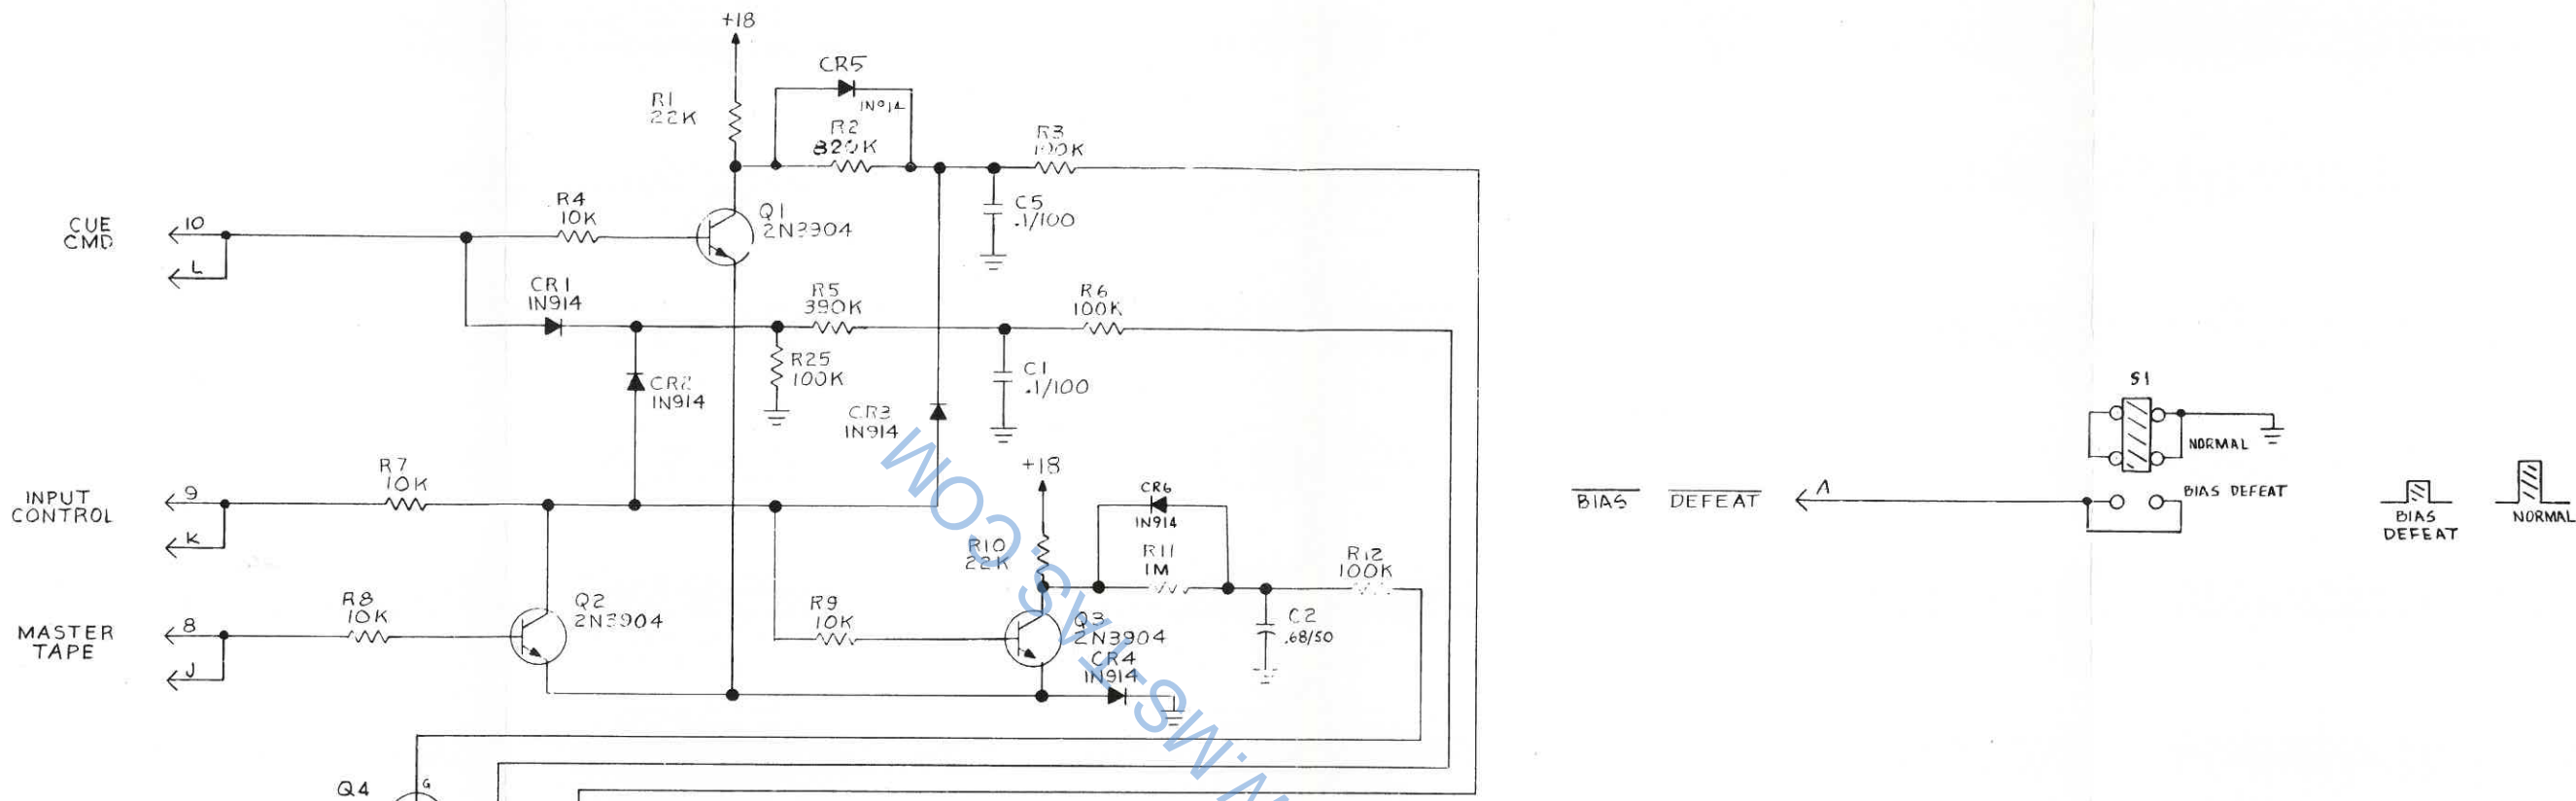 +18
CR5
IN914
R1
22K
R2
820K
R3
100K
C5
.1/100
CUE
CMD
10
L
R4
10K
Q1
2N3904
CR1
IN914
R5
390K
R6
100K
R25
100K
CR2
IN914
C1
.1/100
CR3
IN914
S1
NORMAL
BIAS DEFEAT
BIAS DEFEAT
A
BIAS
DEFEAT
NORMAL
INPUT
CONTROL
9
K
R7
10K
+18
CR6
IN914
R10
22K
R11
1M
R12
100K
C2
.68/50
MASTER
TAPE
8
J
R8
10K
Q2
2N3904
R9
10K
Q3
2N3904
CR4
IN914
Q4
G
.MS-TAS.COM